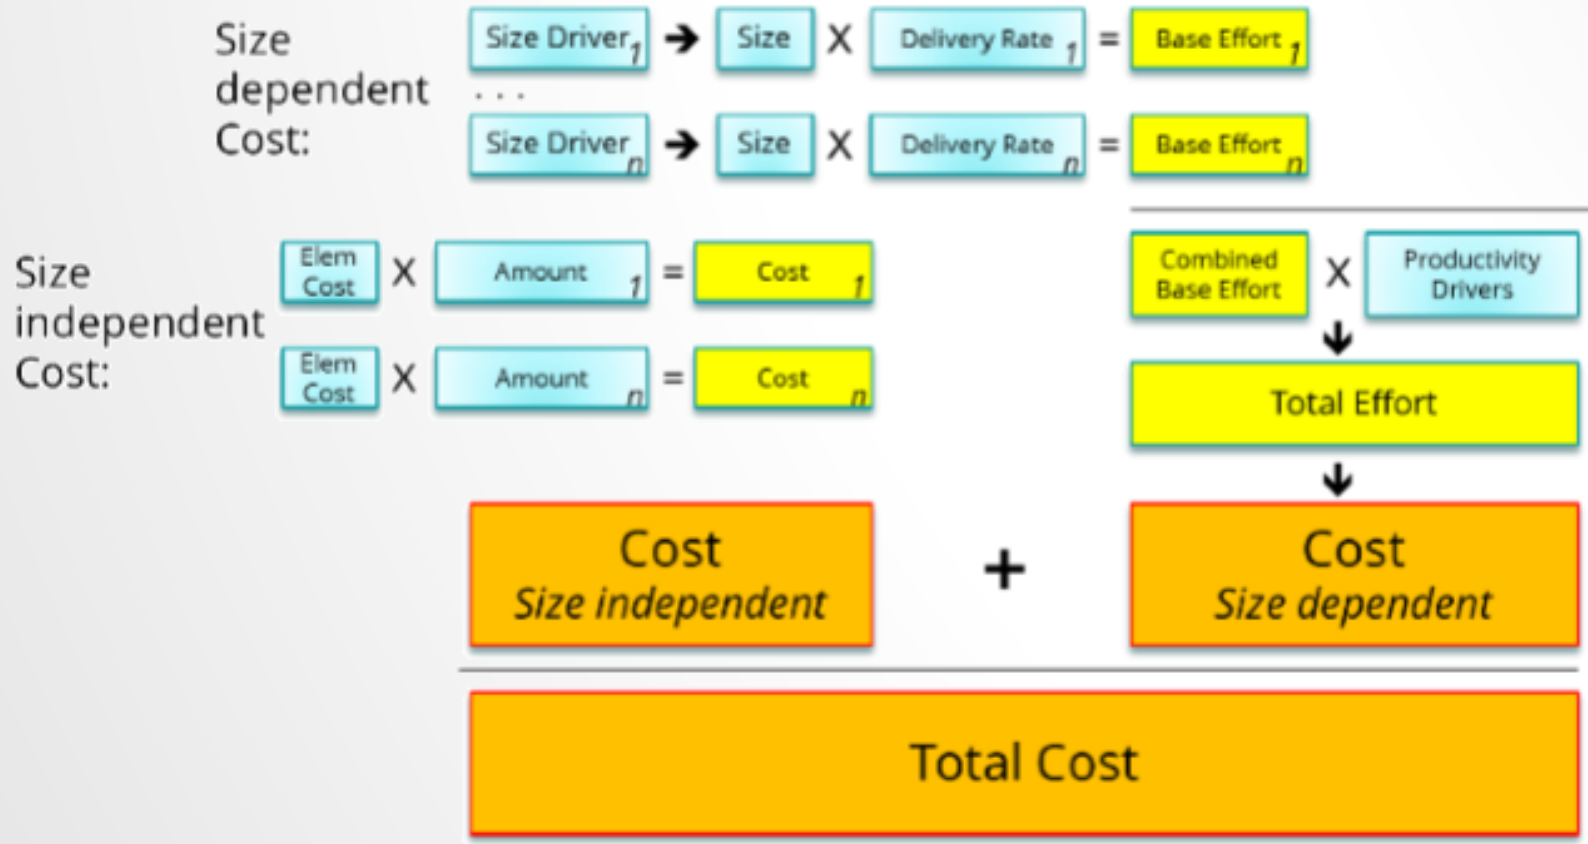 Size
dependent
Cost:
Size Driver 1 → Size X Delivery Rate 1 = Base Effort 1
. . .
Size Driver n → Size X Delivery Rate n = Base Effort n
Size
independent
Cost:
Elem
Cost X Amount 1 = Cost 1
Elem
Cost X Amount n = Cost n
Combined
Base Effort X Productivity
Drivers
↓
Total Effort
↓
Cost
Size independent
+
Cost
Size dependent
Total Cost